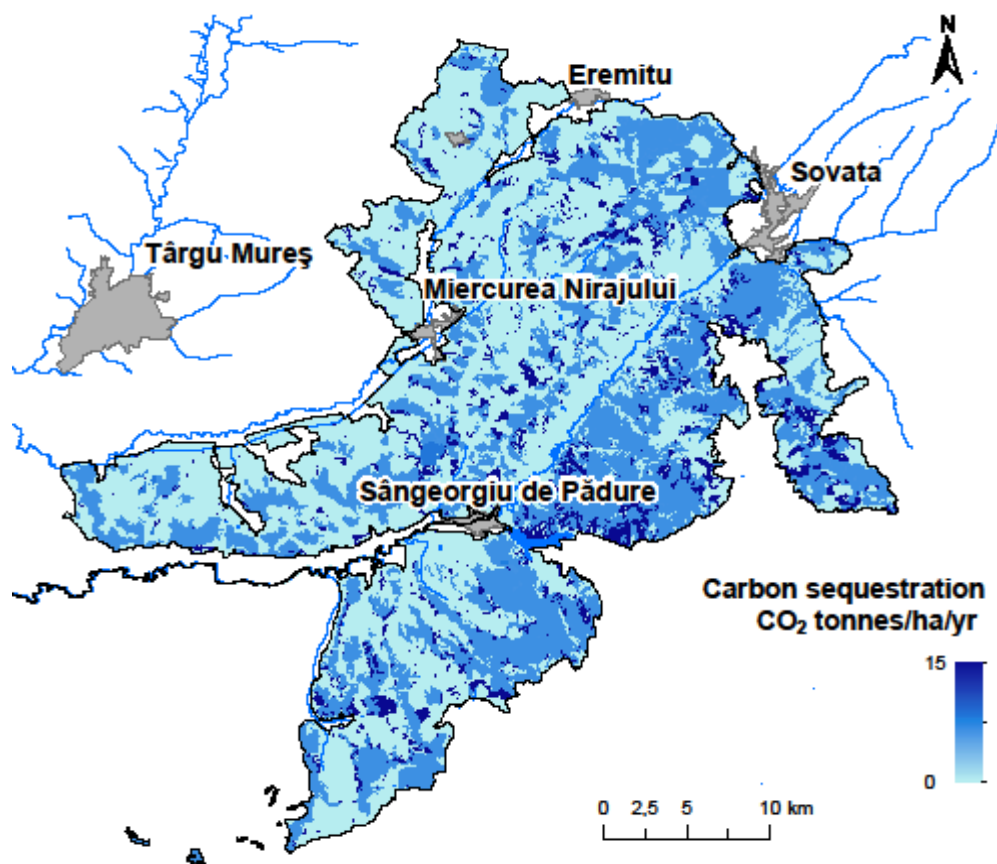 N
Eremitu
Sovata
Târgu Mureş
Miercurea Nirajului
Sângeorgiu de Pădure
Carbon sequestration
CO₂ tonnes/ha/yr
15
0
0 2,5 5 10 km